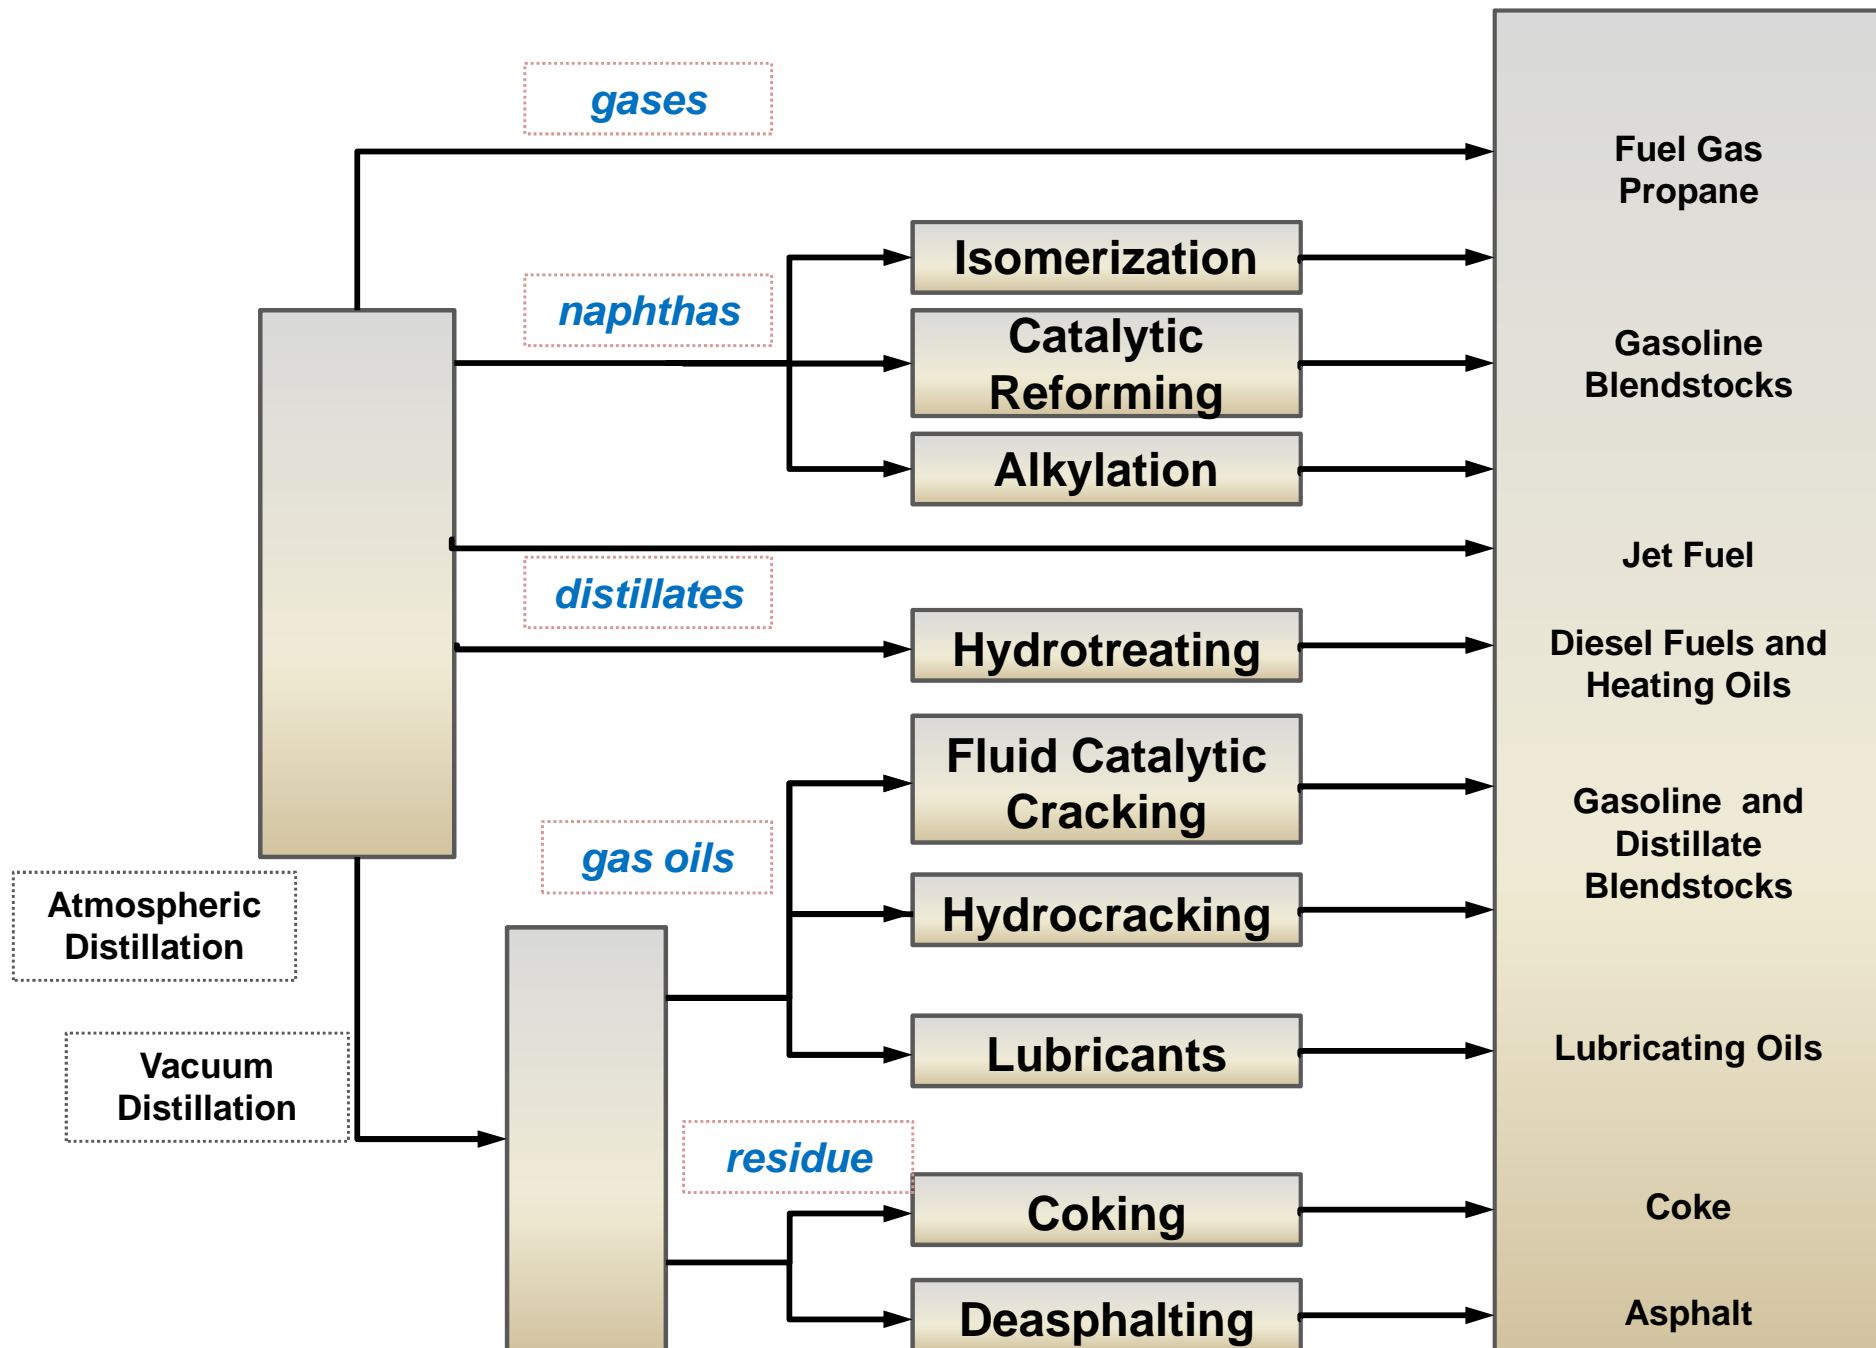 gases
Fuel Gas
Propane
Isomerization
naphthas
Catalytic
Reforming
Gasoline
Blendstocks
Alkylation
Jet Fuel
distillates
Hydrotreating
Diesel Fuels and
Heating Oils
Fluid Catalytic
Cracking
Gasoline  and
Distillate
Blendstocks
gas oils
Atmospheric
Distillation
Hydrocracking
Vacuum
Distillation
Lubricants
Lubricating Oils
residue
Coking
Coke
Deasphalting
Asphalt